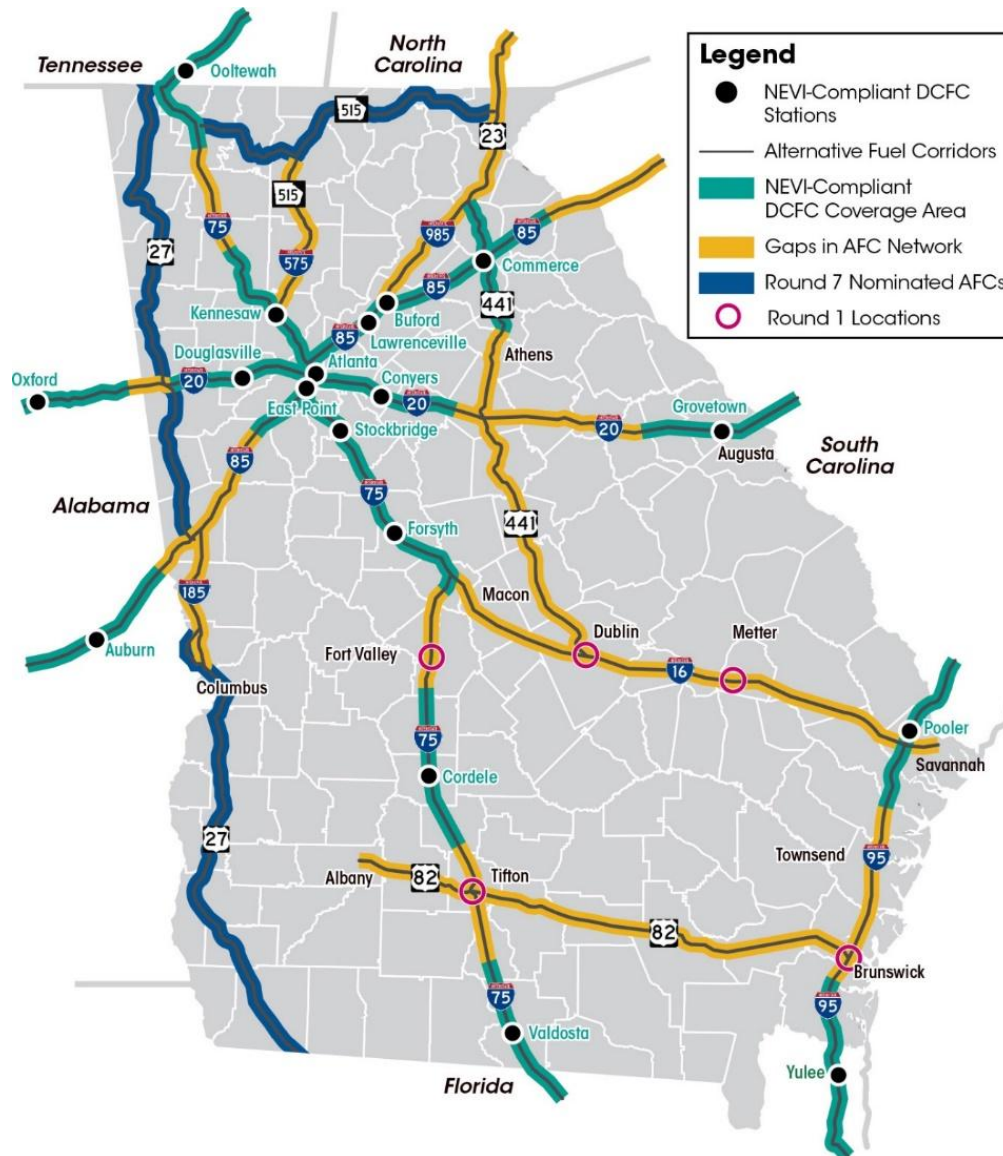 Tennessee
North
Carolina
Ooltewah
515
23
515
75
27
575
985
85
Commerce
85
441
Kennesaw
Buford
85
Lawrenceville
Athens
Douglasville
Atlanta
Conyers
Oxford
20
20
East Point
Stockbridge
Grovetown
20
Augusta
South
Carolina
85
Alabama
75
441
Forsyth
185
Macon
Auburn
Fort Valley
Dublin
Metter
16
Columbus
75
Pooler
Savannah
Cordele
27
Townsend
95
Albany
82
Tifton
82
Brunswick
75
95
Valdosta
Yulee
Florida
Legend
NEVI-Compliant DCFC
Stations
Alternative Fuel Corridors
NEVI-Compliant
DCFC Coverage Area
Gaps in AFC Network
Round 7 Nominated AFCs
Round 1 Locations